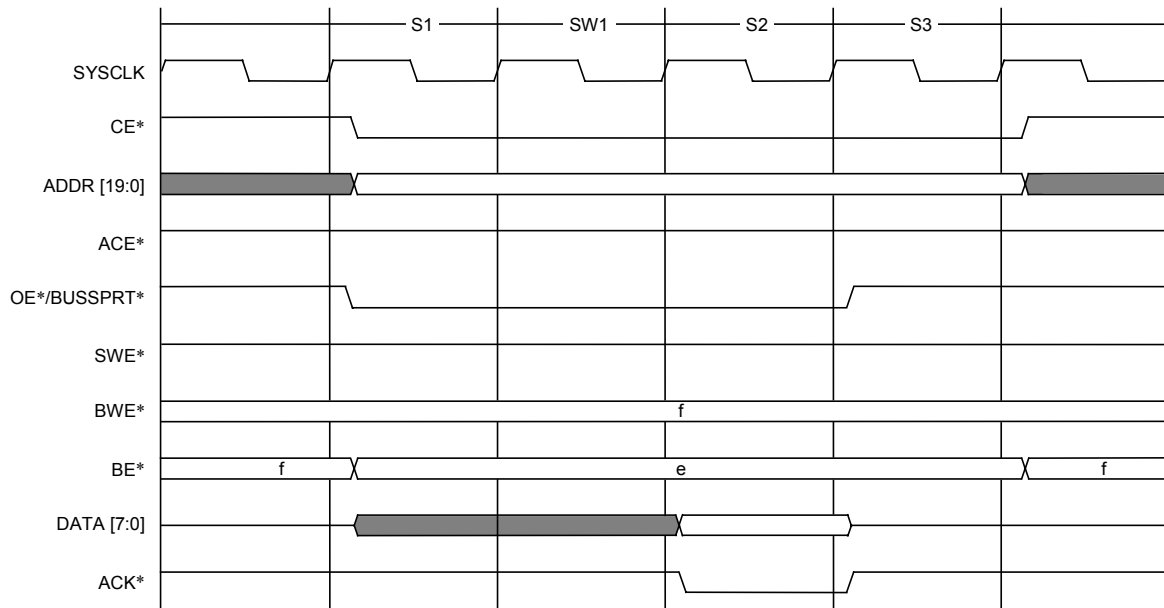 S1 SW1 S2 S3
SYSCLK
CE*
ADDR [19:0]
ACE*
OE*/BUSSPRT*
SWE*
BWE* f
BE* f e f
DATA [7:0]
ACK*